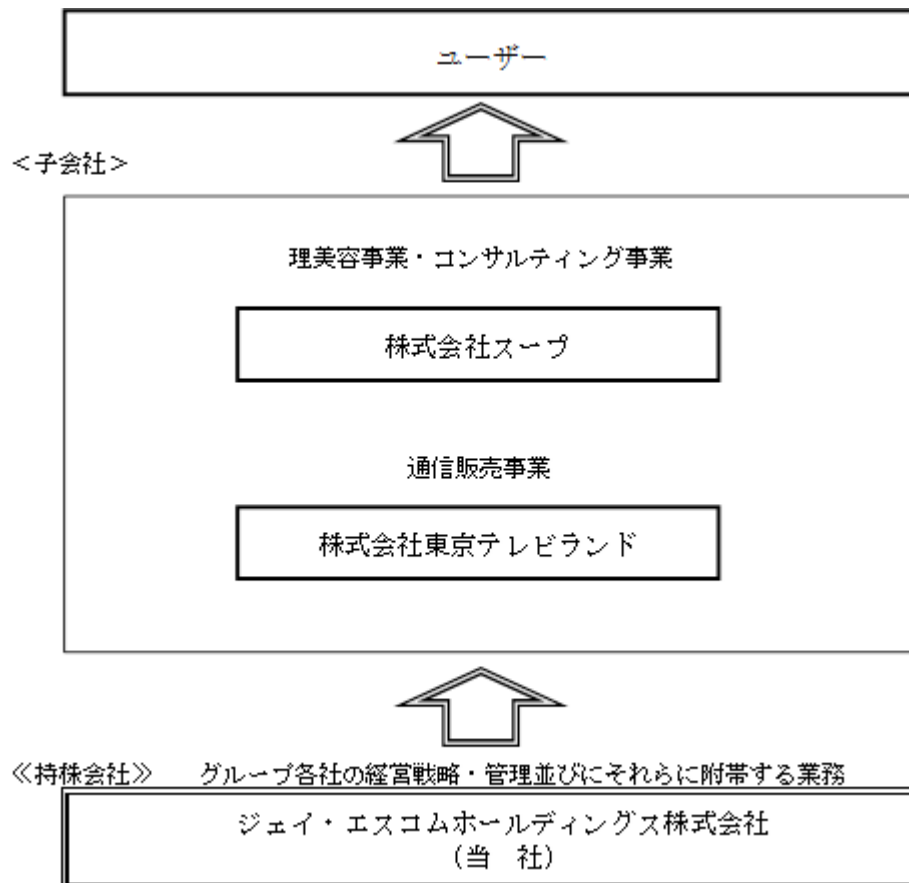 ユーザー
＜子会社＞
理美容事業・コンサルティング事業
株式会社スープ
通信販売事業
株式会社東京テレビランド
≪持株会社≫　グループ各社の経営戦略・管理並びにそれらに附帯する業務
ジェイ・エスコムホールディングス株式会社
（当　社）